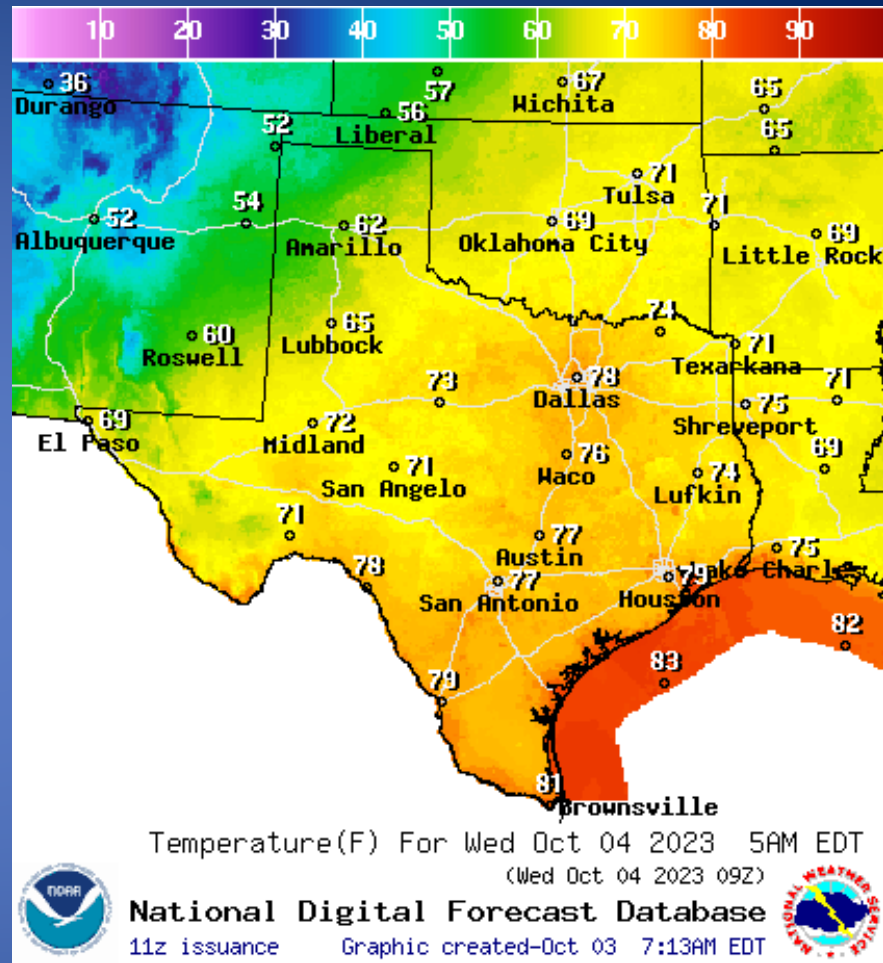 10 20 30 40 50 60 70 80 90
36
57
67
65
Durango
Wichita
56
Liberal
52
65
71
Tulsa
52
54
62
69
71
69
Albuquerque
Amarillo
Oklahoma City
Little Rock
60
65
74
71
Roswell
Lubbock
Texarkana
78
Dallas
73
75
71
Shreveport
69
72
El Paso
Midland
76
69
71
Waco
74
San Angelo
Lufkin
71
77
75
Austin
78
77
79
Lake Charles
San Antonio
Houston
82
83
79
81
Brownsville
Temperature(F) For Wed Oct 04 2023 5AM EDT
(Wed Oct 04 2023 09Z)
NOAA
National Digital Forecast Database
11z issuance Graphic created-Oct 03 7:13AM EDT
NATIONAL WEATHER SERVICE